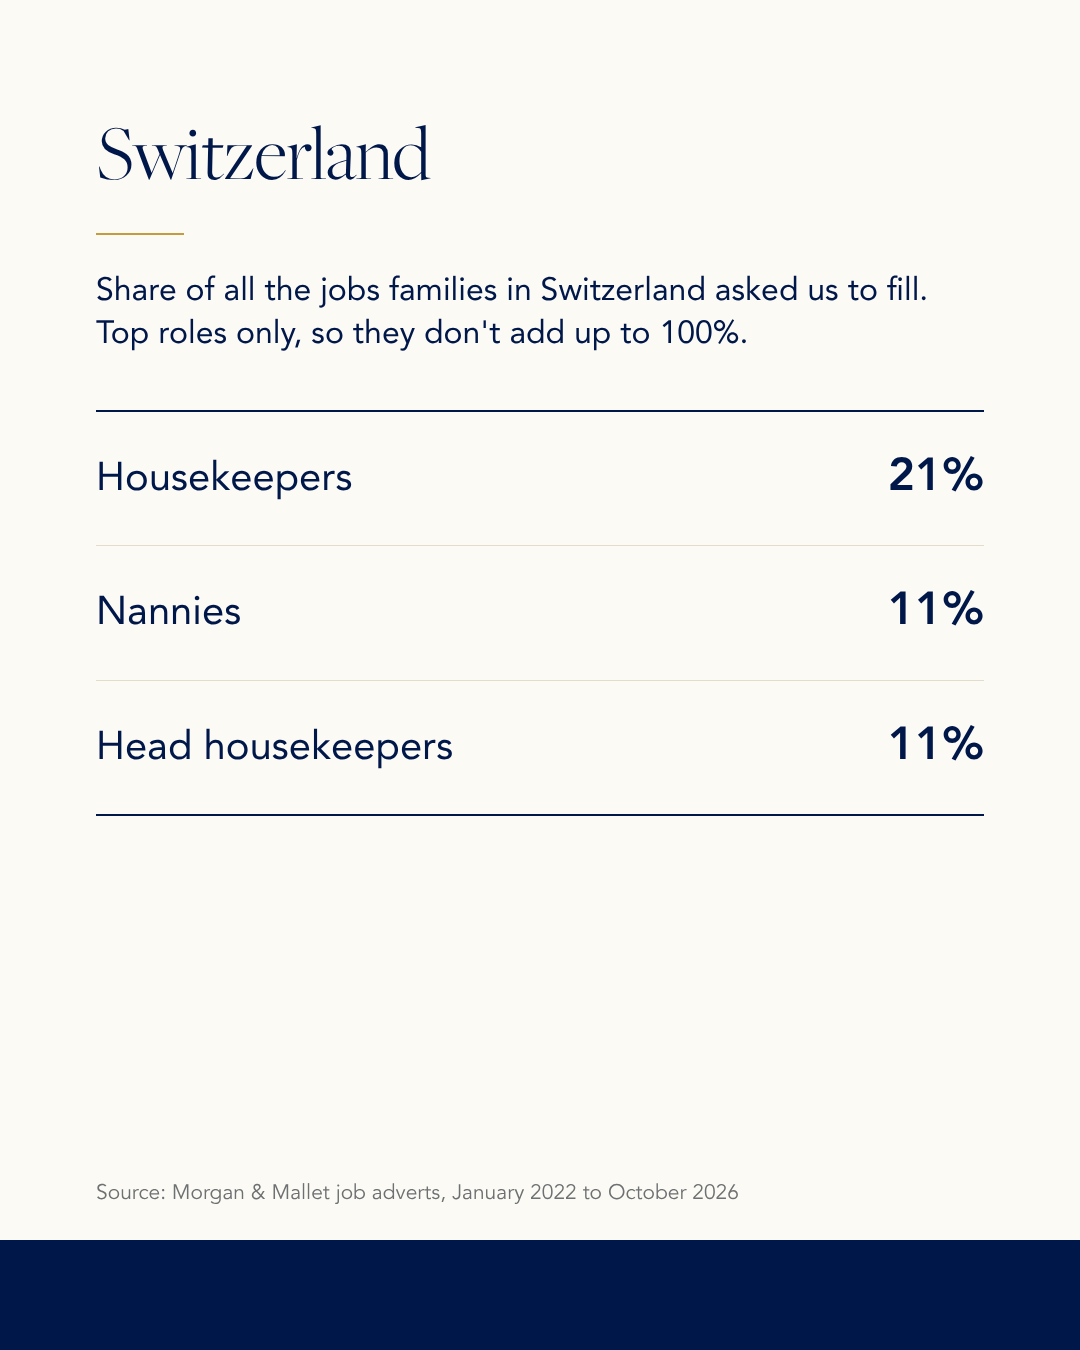 Switzerland
Share of all the jobs families in Switzerland asked us to fill.
Top roles only, so they don't add up to 100%.
Housekeepers 21%
Nannies 11%
Head housekeepers 11%
Source: Morgan & Mallet job adverts, January 2022 to October 2026